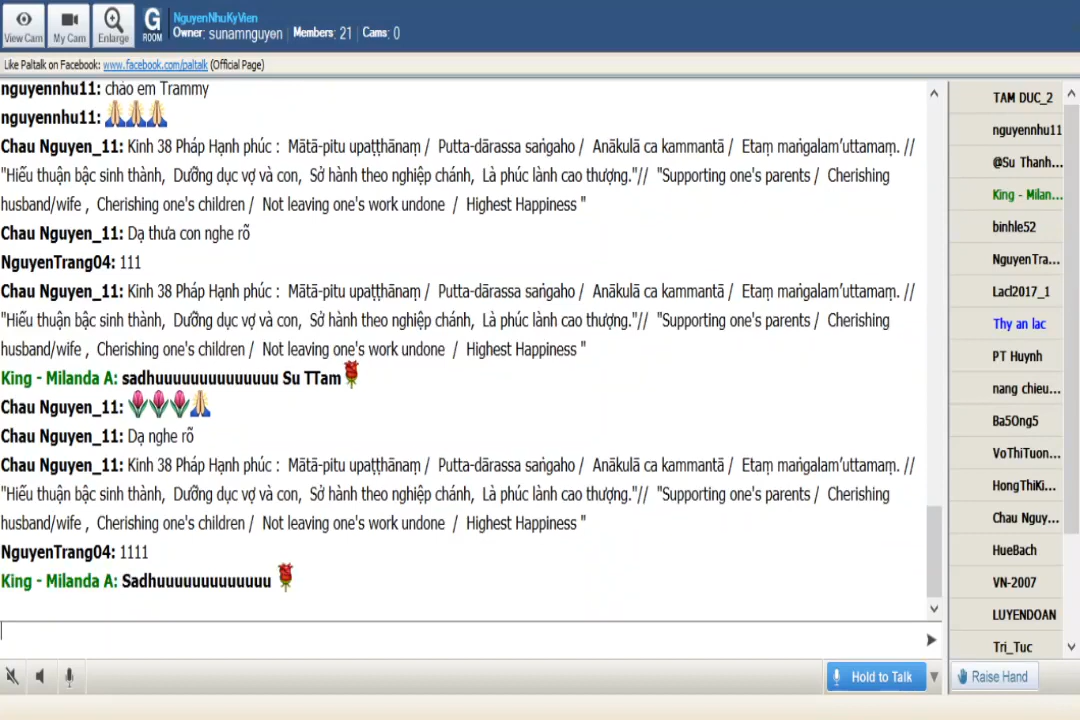 View Cam My Cam Enlarge G ROOM
NguyenNhuKyVien
Owner: sunamnguyen Members: 21 Cams: 0
Like Paltalk on Facebook: www.facebook.com/paltalk (Official Page)
nguyennhu11: chào em Trammy
nguyennhu11:
Chau Nguyen_11: Kinh 38 Pháp Hạnh phúc : Mātā-pitu upaṭṭhānaṃ / Putta-dārassa saṅgaho / Anākulā ca kammantā / Etaṃ maṅgalam’uttamaṃ. //
"Hiếu thuận bậc sinh thành, Dưỡng dục vợ và con, Sở hành theo nghiệp chánh, Là phúc lành cao thượng."// "Supporting one's parents / Cherishing
husband/wife , Cherishing one's children / Not leaving one's work undone / Highest Happiness "
Chau Nguyen_11: Dạ thưa con nghe rõ
NguyenTrang04: 111
Chau Nguyen_11: Kinh 38 Pháp Hạnh phúc : Mātā-pitu upaṭṭhānaṃ / Putta-dārassa saṅgaho / Anākulā ca kammantā / Etaṃ maṅgalam’uttamaṃ. //
"Hiếu thuận bậc sinh thành, Dưỡng dục vợ và con, Sở hành theo nghiệp chánh, Là phúc lành cao thượng."// "Supporting one's parents / Cherishing
husband/wife , Cherishing one's children / Not leaving one's work undone / Highest Happiness "
King - Milanda A: sadhuuuuuuuuuuuuuu Su TTam
Chau Nguyen_11:
Chau Nguyen_11: Dạ nghe rõ
Chau Nguyen_11: Kinh 38 Pháp Hạnh phúc : Mātā-pitu upaṭṭhānaṃ / Putta-dārassa saṅgaho / Anākulā ca kammantā / Etaṃ maṅgalam’uttamaṃ. //
"Hiếu thuận bậc sinh thành, Dưỡng dục vợ và con, Sở hành theo nghiệp chánh, Là phúc lành cao thượng."// "Supporting one's parents / Cherishing
husband/wife , Cherishing one's children / Not leaving one's work undone / Highest Happiness "
NguyenTrang04: 1111
King - Milanda A: Sadhuuuuuuuuuuuuu
TAM DUC_2
nguyennhu11
@Su Thanh...
King - Milan...
binhle52
NguyenTra...
Lacl2017_1
Thy an lac
PT Huynh
nang chieu...
Ba5Ong5
VoThiTuon...
HongThiKi...
Chau Nguy...
HueBach
VN-2007
LUYENDOAN
Tri_Tuc
Hold to Talk
Raise Hand